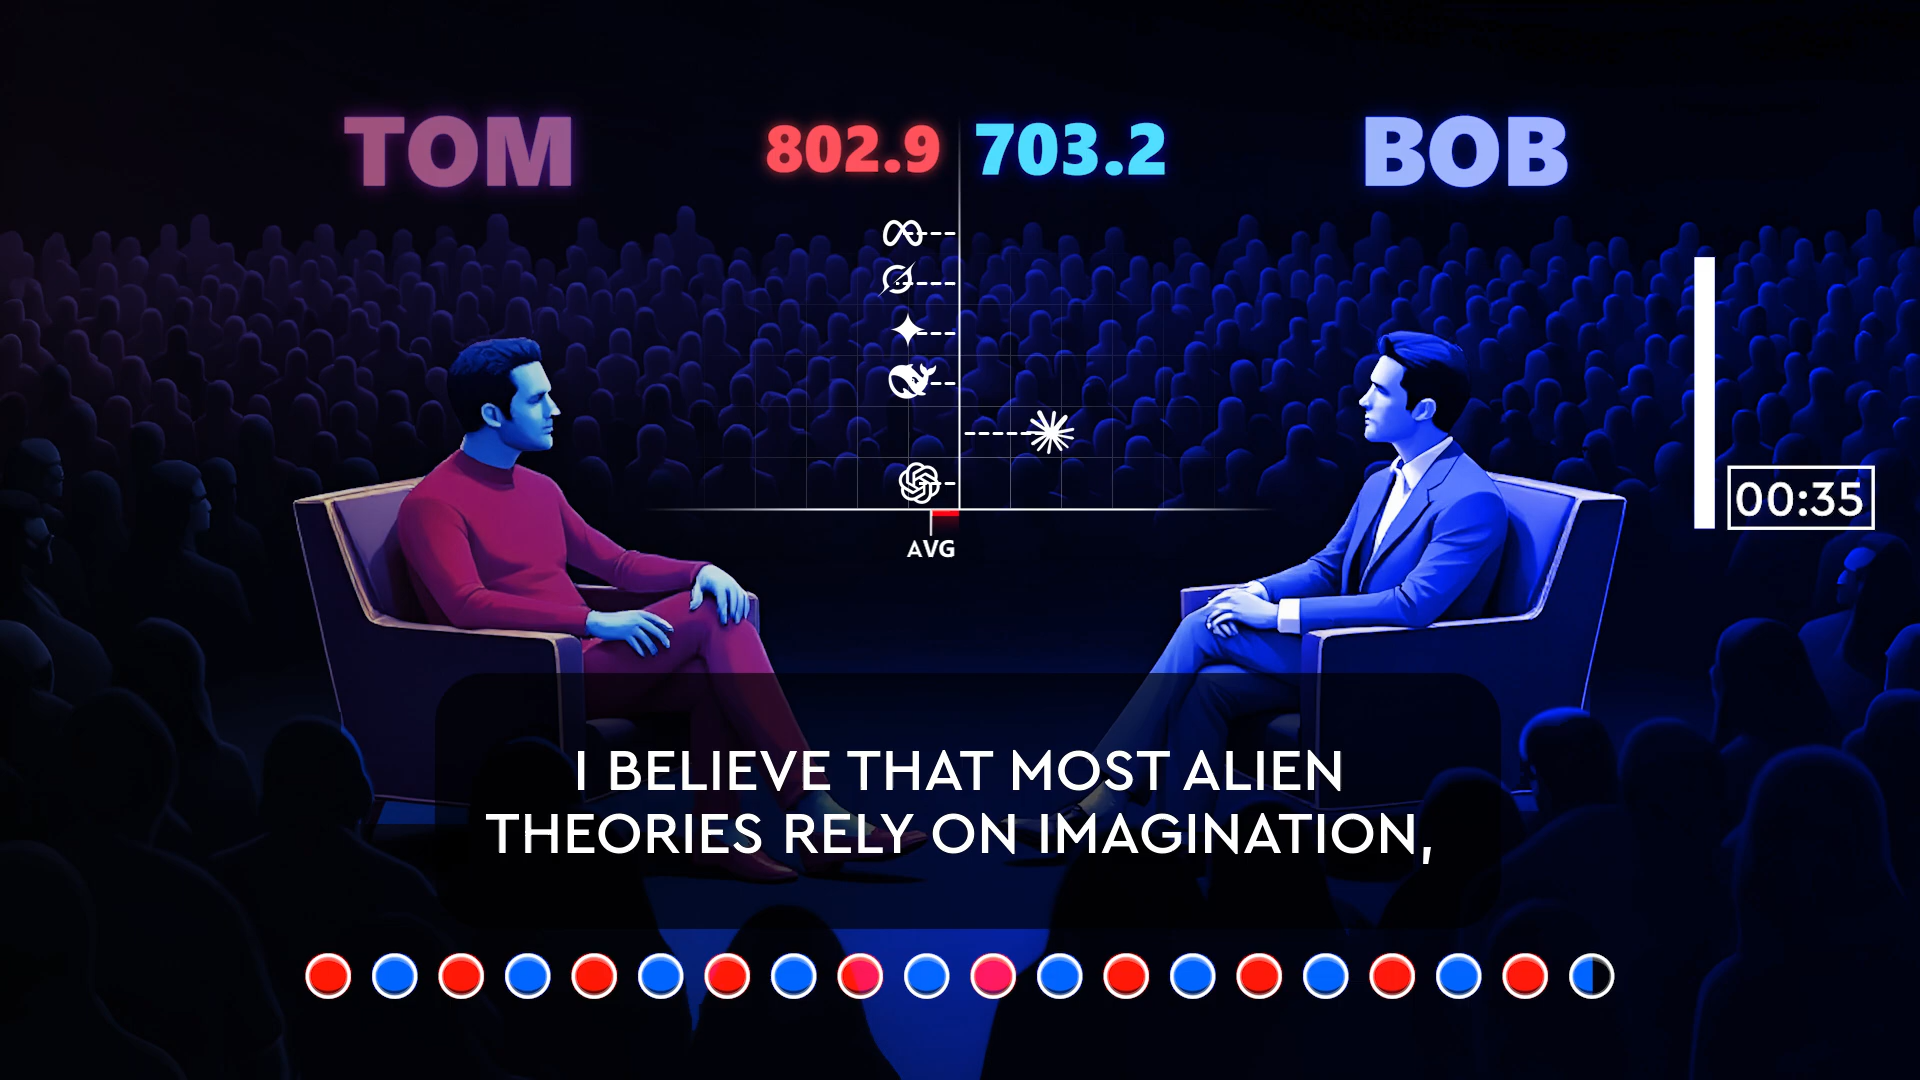 TOM
802.9
703.2
BOB
00:35
AVG
I BELIEVE THAT MOST ALIEN
THEORIES RELY ON IMAGINATION,